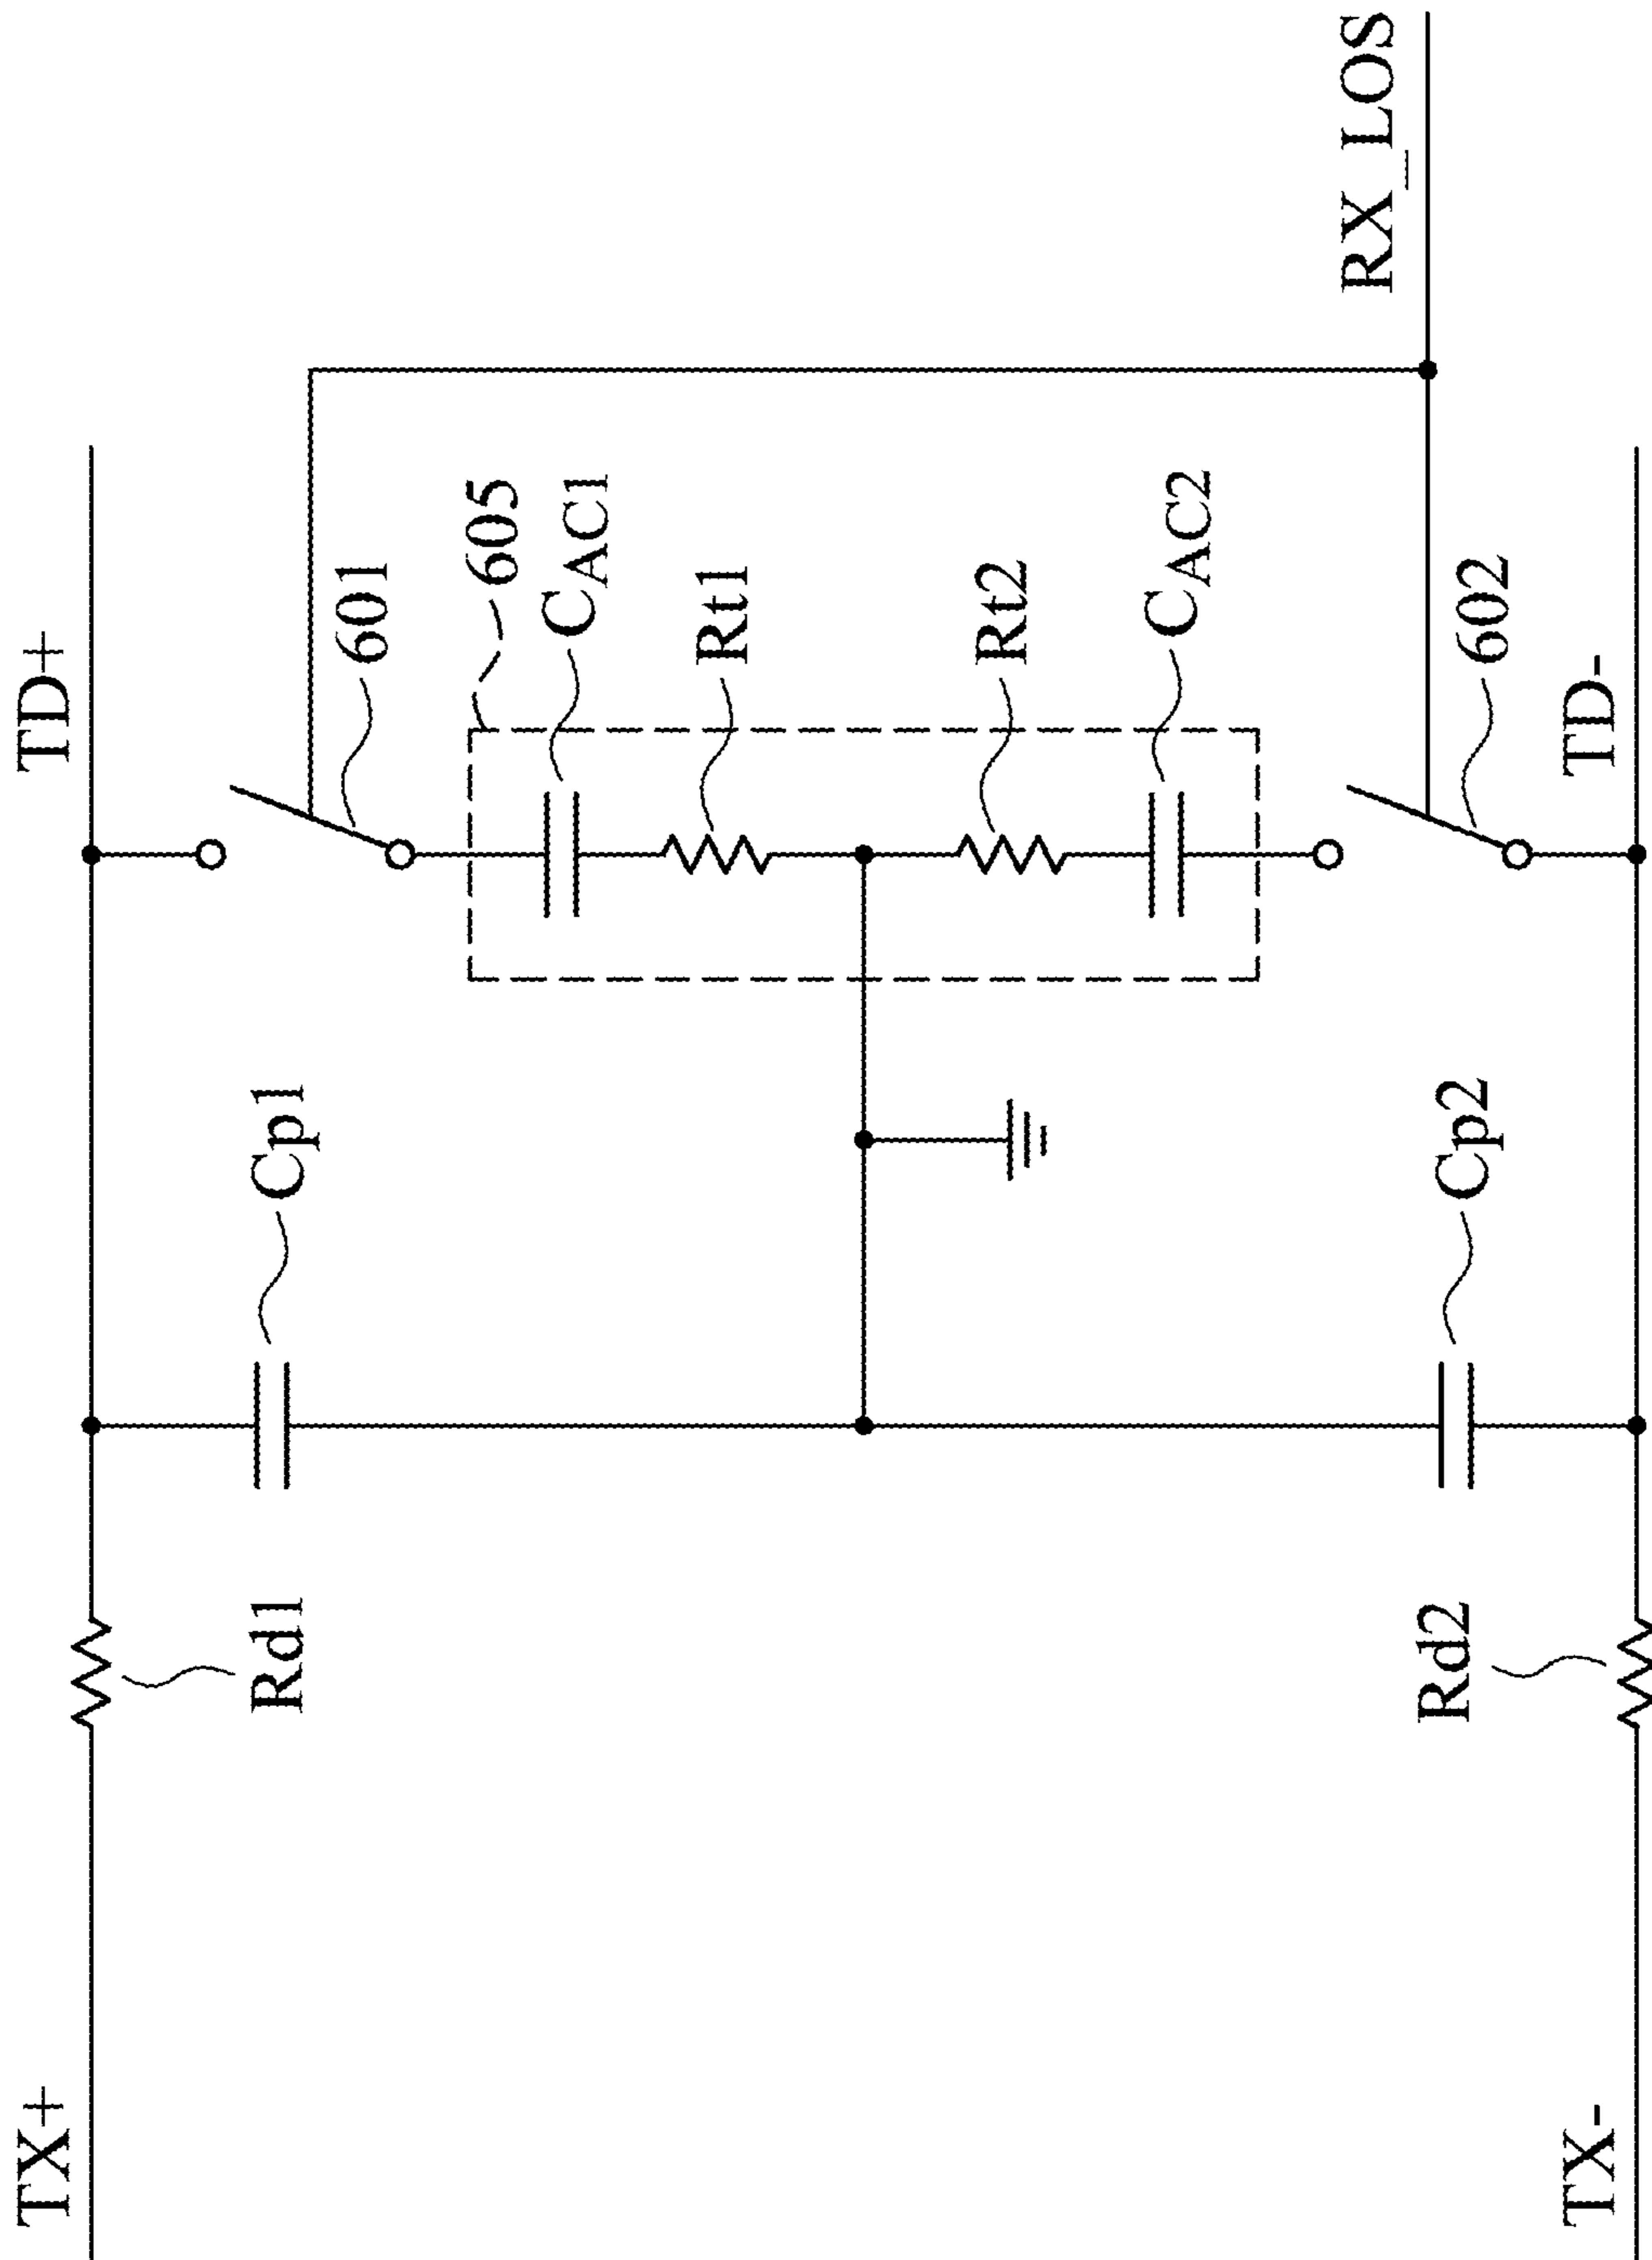 TX+
TD+
Rd1
Cp1
601
605
CAC1
Rt1
Rt2
CAC2
RX_LOS
Rd2
Cp2
602
TX-
TD-